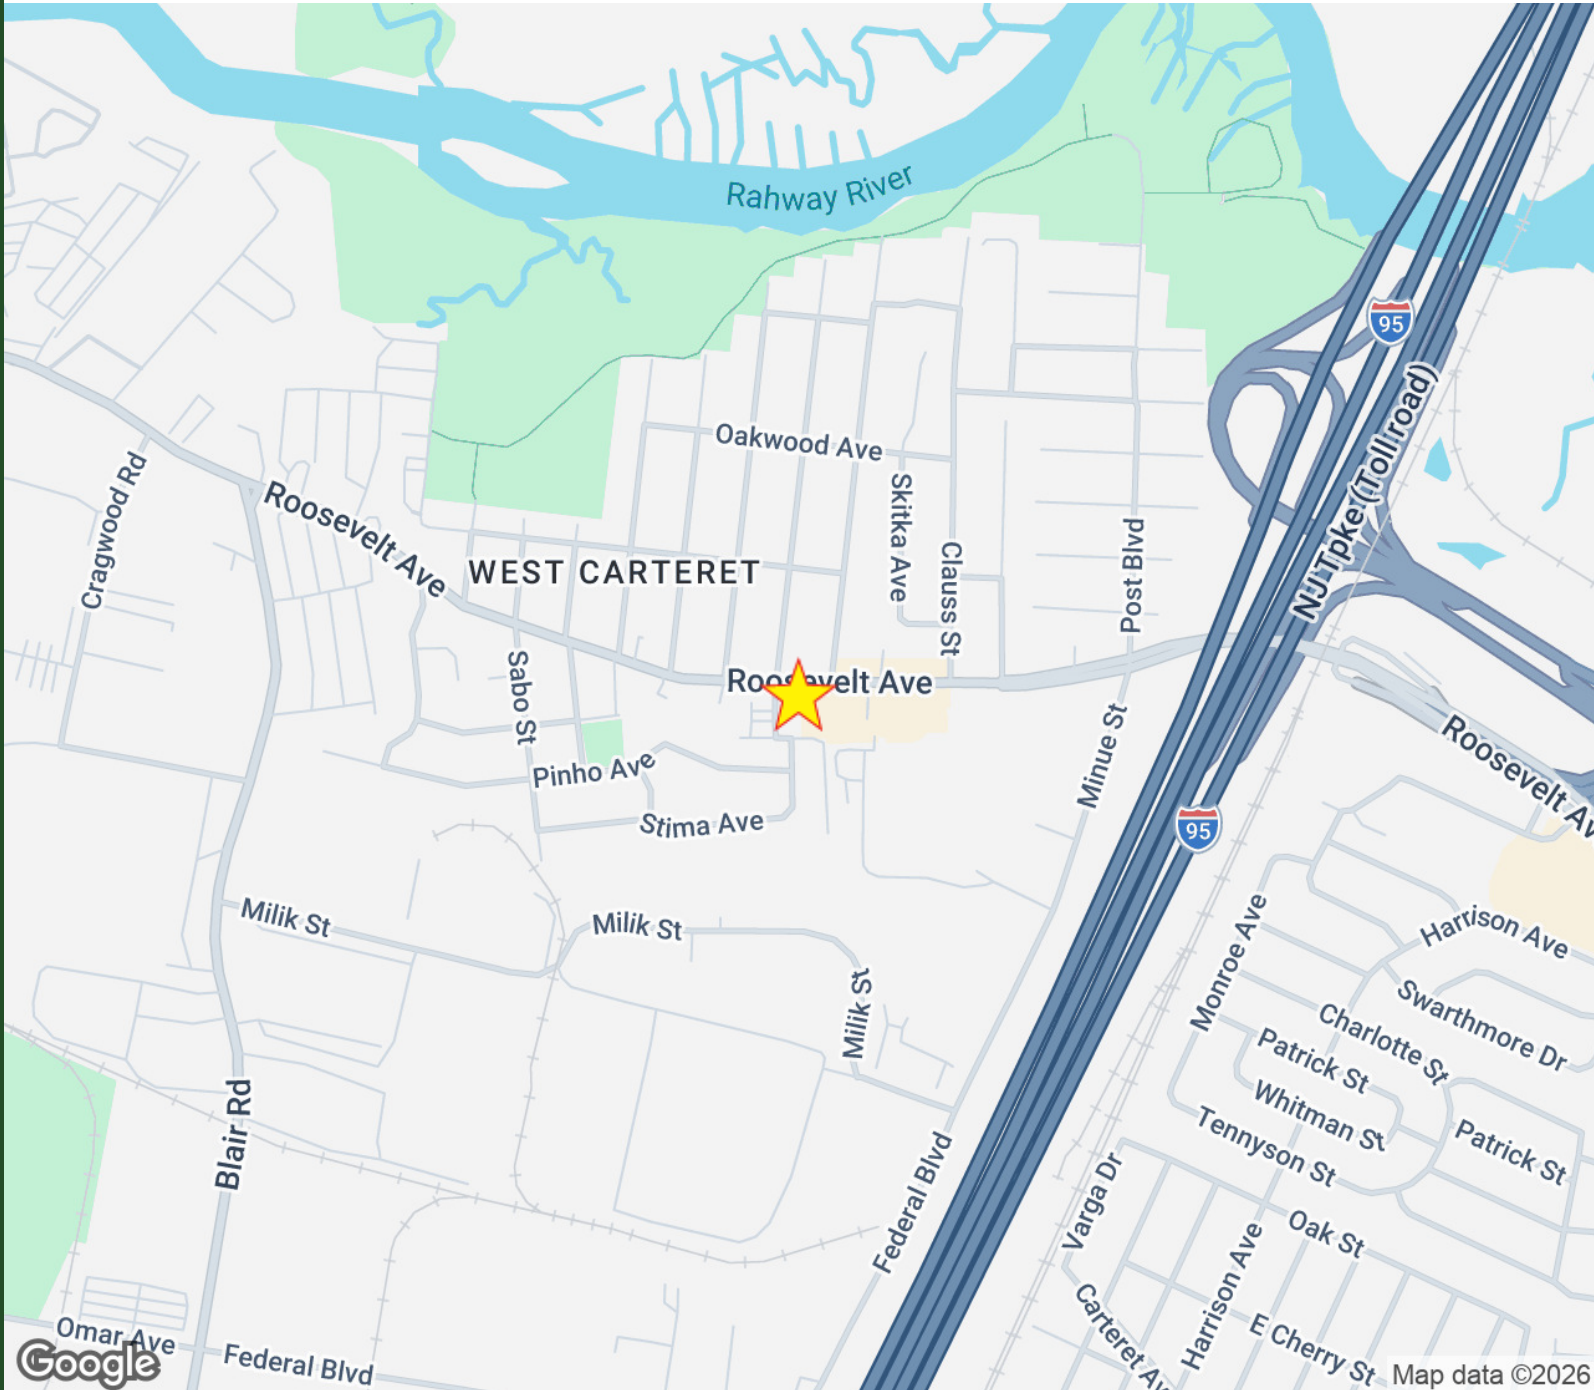 Rahway River
95
NJ Tpke (Toll road)
Oakwood Ave
Cragwood Rd
Roosevelt Ave
Skitka Ave
Clauss St
Post Blvd
WEST CARTERET
Sabo St
Roosevelt Ave
Minue St
Roosevelt Av
Pinho Ave
Stima Ave
95
Milik St
Milik St
Milik St
Monroe Ave
Harrison Ave
Swarthmore Dr
Charlotte St
Patrick St
Whitman St
Patrick St
Tennyson St
Blair Rd
Federal Blvd
Varga Dr
Oak St
Harrison Ave
Carteret Av
E Cherry St
Omar Ave
Federal Blvd
Google
Map data ©2026